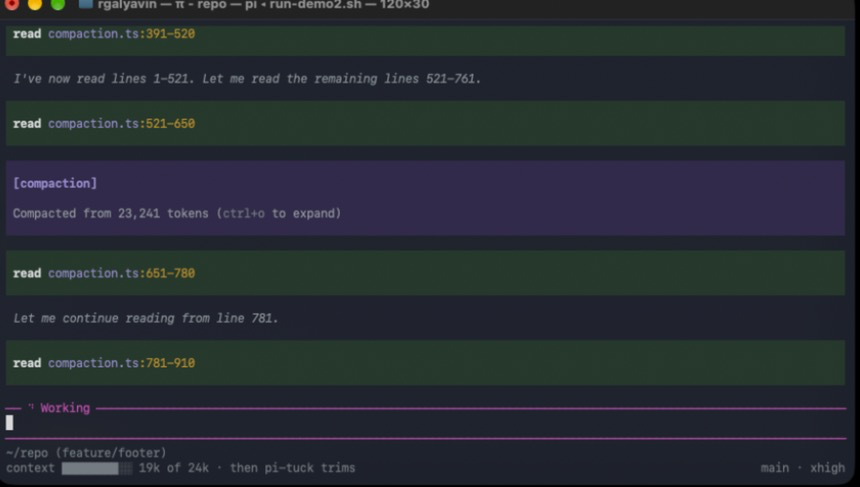 rgalyavin — π - repo — pi ◂ run-demo2.sh — 120×30
read compaction.ts:391-520
I've now read lines 1-521. Let me read the remaining lines 521-761.
read compaction.ts:521-650
[compaction]
Compacted from 23,241 tokens (ctrl+o to expand)
read compaction.ts:651-780
Let me continue reading from line 781.
read compaction.ts:781-910
Working
~/repo (feature/footer)
context 19k of 24k · then pi-tuck trims main · xhigh